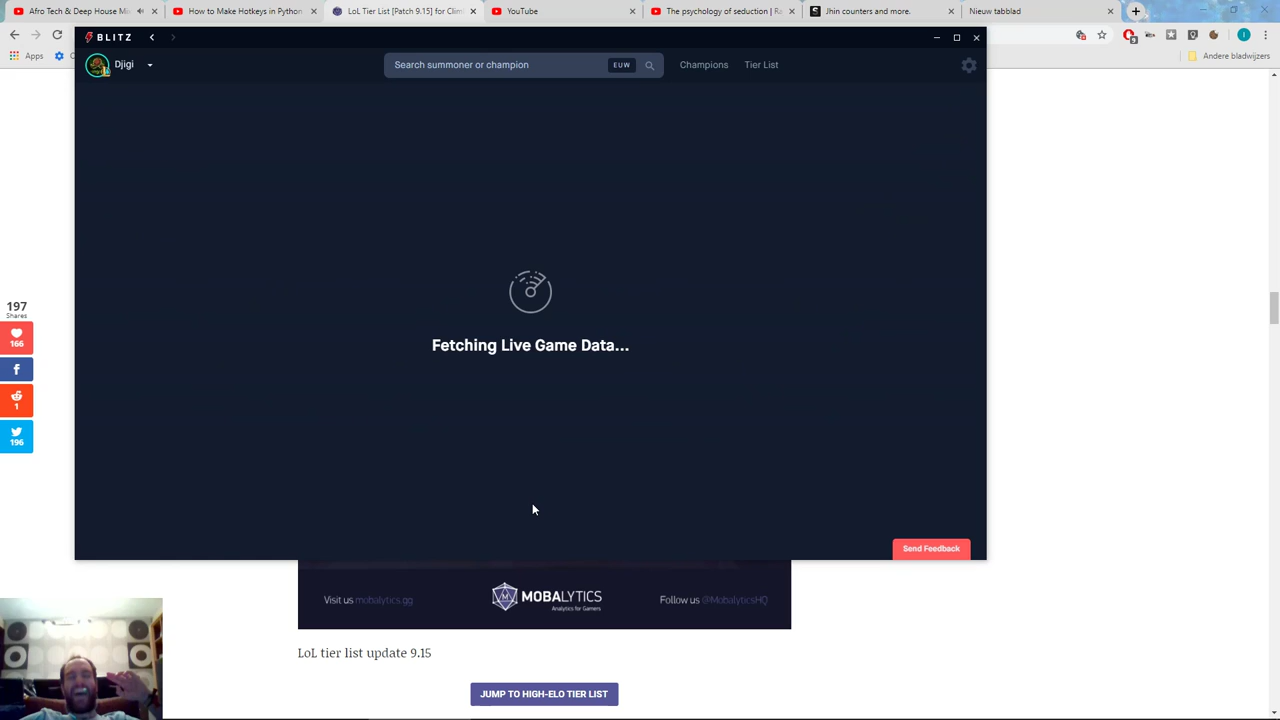 Afro Tech & Deep House Mi
How to Make Hotkeys in Python
LoL Tier List [Patch 9.15] for Clim
YouTube
The psychology of seduction | Ra
Jhin counters and more.
Nieuw tabblad
Apps
Andere bladwijzers
BLITZ
Djigi
Search summoner or champion
EUW
Champions
Tier List
197
Shares
166
1
196
Fetching Live Game Data...
Send Feedback
Visit us mobalytics.gg
MOBALYTICS
Analytics for Gamers
Follow us @MobalyticsHQ
LoL tier list update 9.15
JUMP TO HIGH-ELO TIER LIST